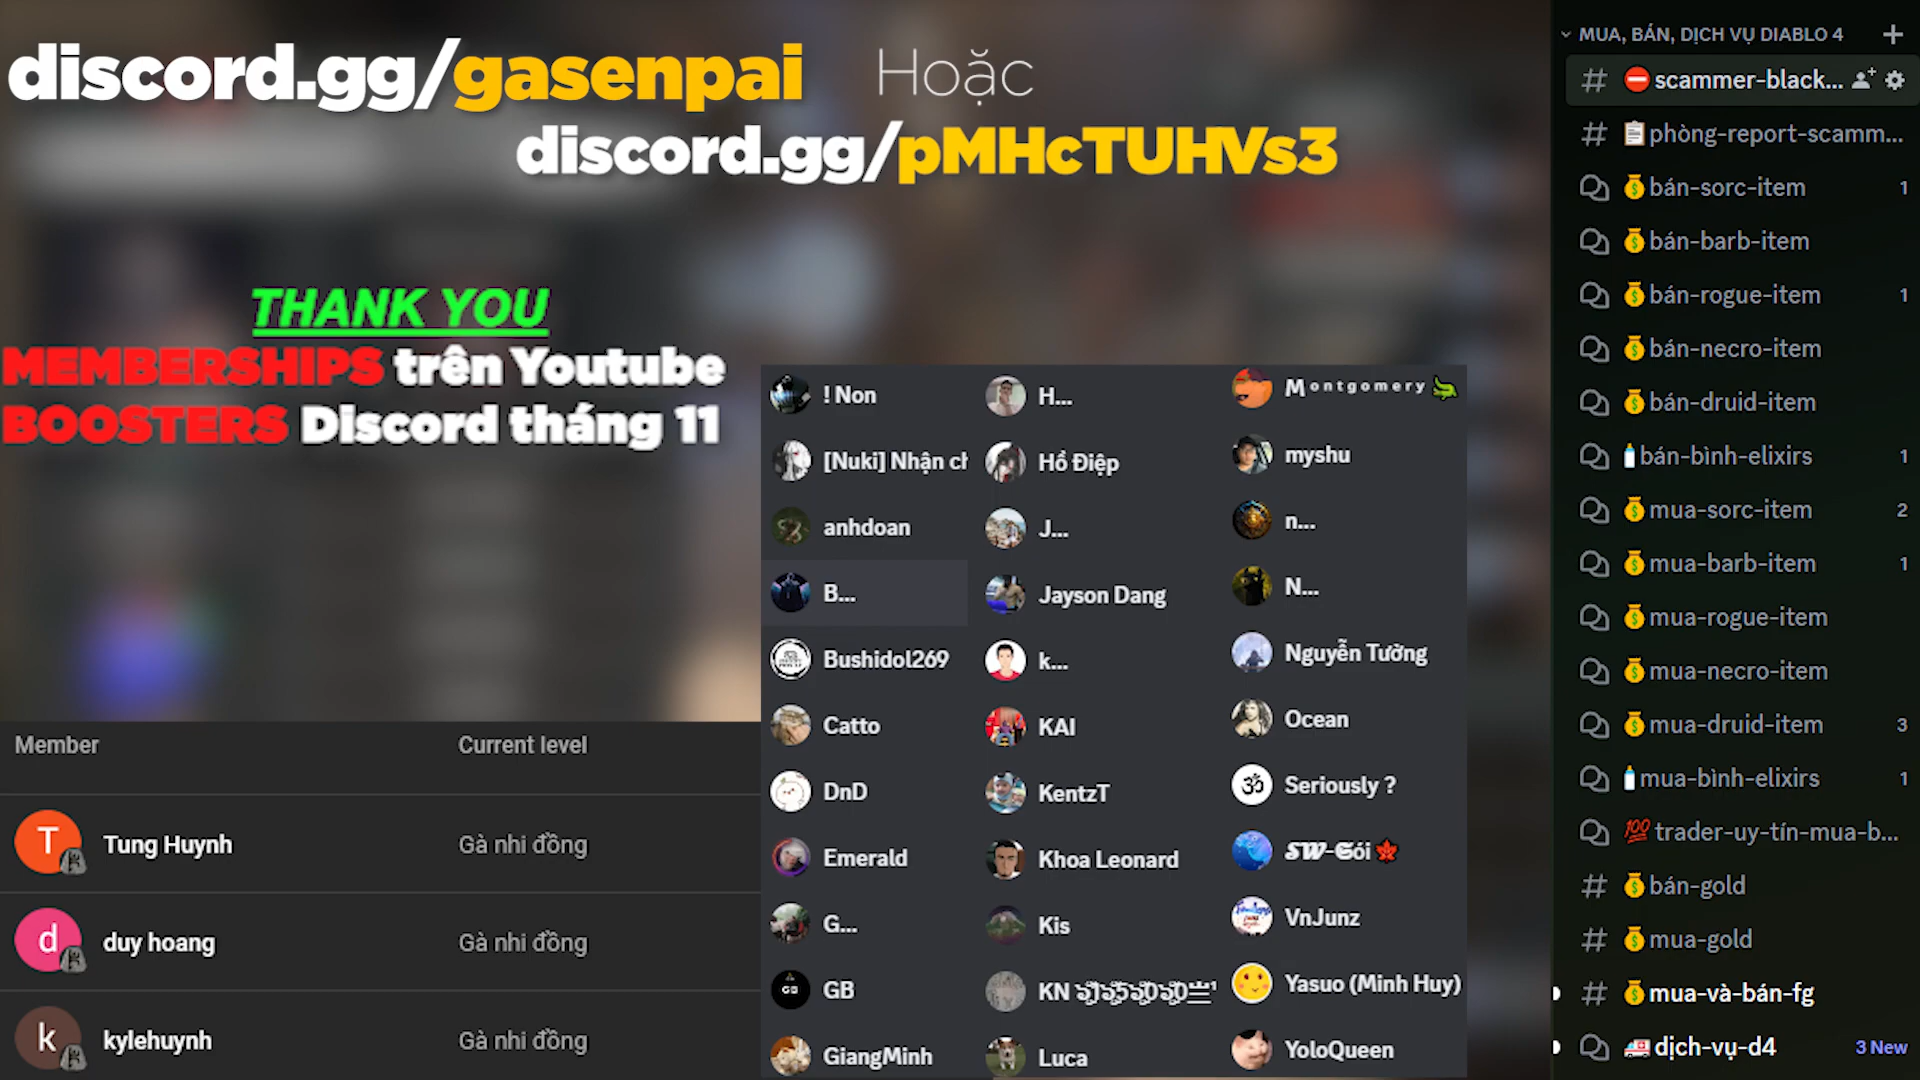 discord.gg/gasenpai Hoặc
discord.gg/pMHcTUHVs3
THANK YOU
MEMBERSHIPS trên Youtube
BOOSTERS Discord tháng 11
Member Current level
T Tung Huynh Gà nhi đồng
d duy hoang Gà nhi đồng
k kylehuynh Gà nhi đồng
! Non
[Nuki] Nhận ch
anhdoan
B...
Bushidol269
Catto
DnD
Emerald
G...
GB
GiangMinh
H...
Hồ Điệp
J...
Jayson Dang
k...
KAI
KentzT
Khoa Leonard
Kis
KN
Luca
Montgomery
myshu
n...
N...
Nguyễn Tưởng
Ocean
Seriously ?
SW-Sói
VnJunz
Yasuo (Minh Huy)
YoloQueen
MUA, BÁN, DỊCH VỤ DIABLO 4
scammer-black...
phòng-report-scamm...
bán-sorc-item 1
bán-barb-item
bán-rogue-item 1
bán-necro-item
bán-druid-item
bán-bình-elixirs 1
mua-sorc-item 2
mua-barb-item 1
mua-rogue-item
mua-necro-item
mua-druid-item 3
mua-bình-elixirs 1
💯 trader-uy-tín-mua-b...
bán-gold
mua-gold
mua-và-bán-fg
dịch-vụ-d4 3 New